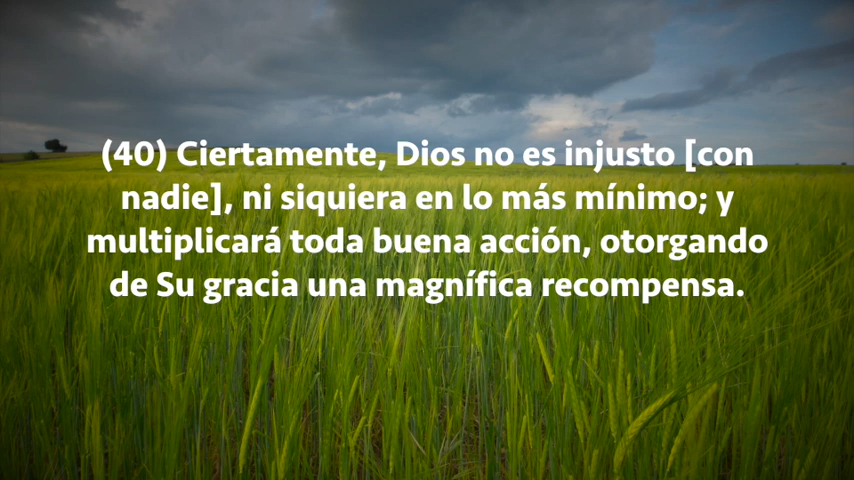 (40) Ciertamente, Dios no es injusto [con
nadie], ni siquiera en lo más mínimo; y
multiplicará toda buena acción, otorgando
de Su gracia una magnífica recompensa.